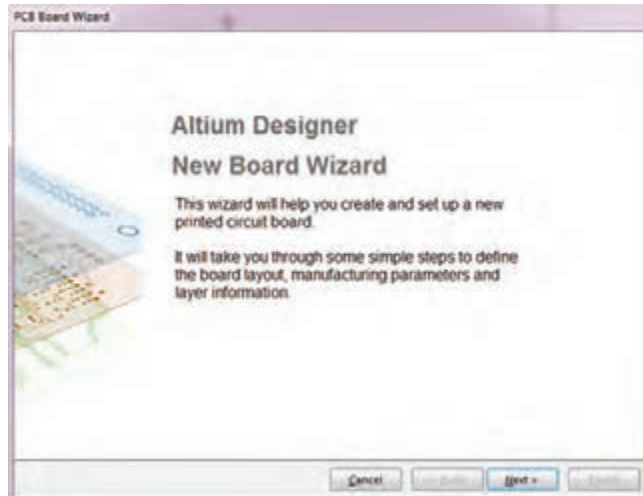 PCB Board Wizard
Altium Designer
New Board Wizard
This wizard will help you create and set up a new
printed circuit board.
It will take you through some simple steps to define
the board layout, manufacturing parameters and
layer information.
Cancel
Next >